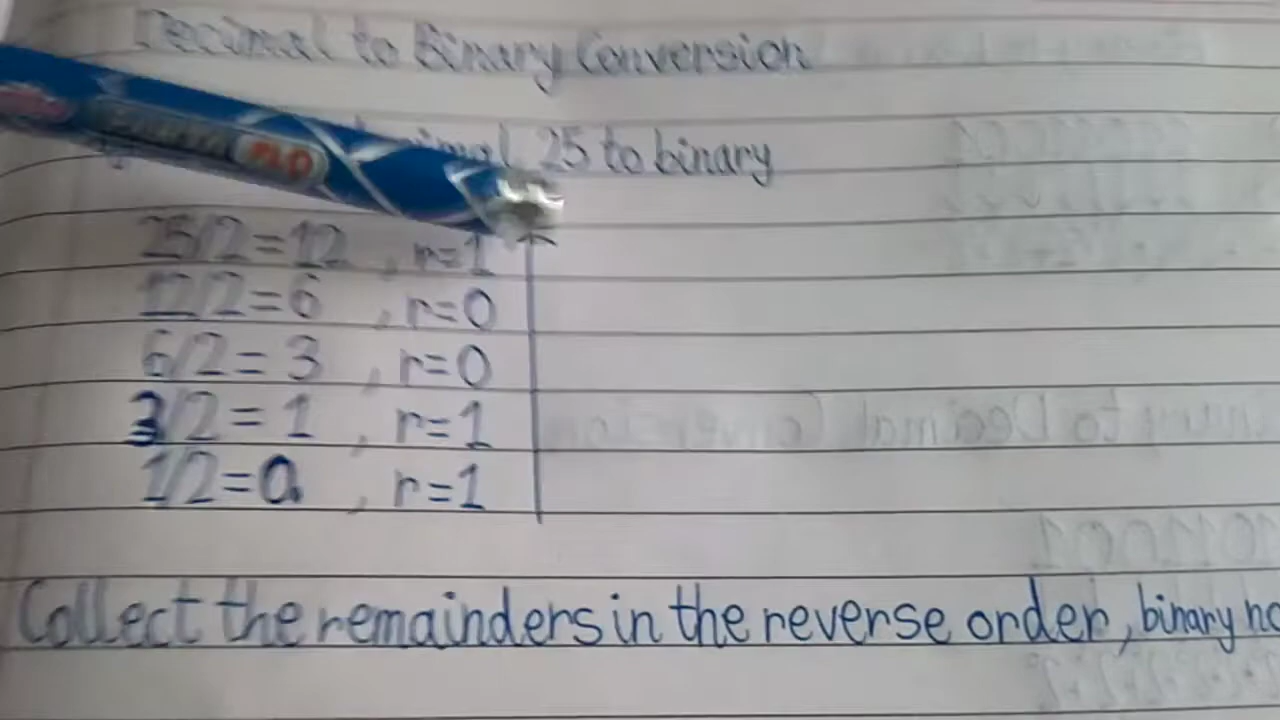 Decimal to Binary Conversion
25 to binary
25/2=12 , r=1
12/2=6 , r=0
6/2=3 , r=0
3/2=1 , r=1
1/2=0 , r=1
Collect the remainders in the reverse order, binary no